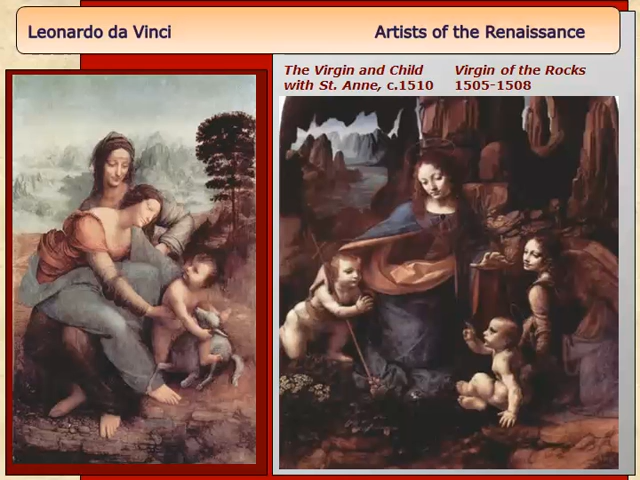 Leonardo da Vinci
Artists of the Renaissance
The Virgin and Child
with St. Anne, c.1510
Virgin of the Rocks
1505-1508